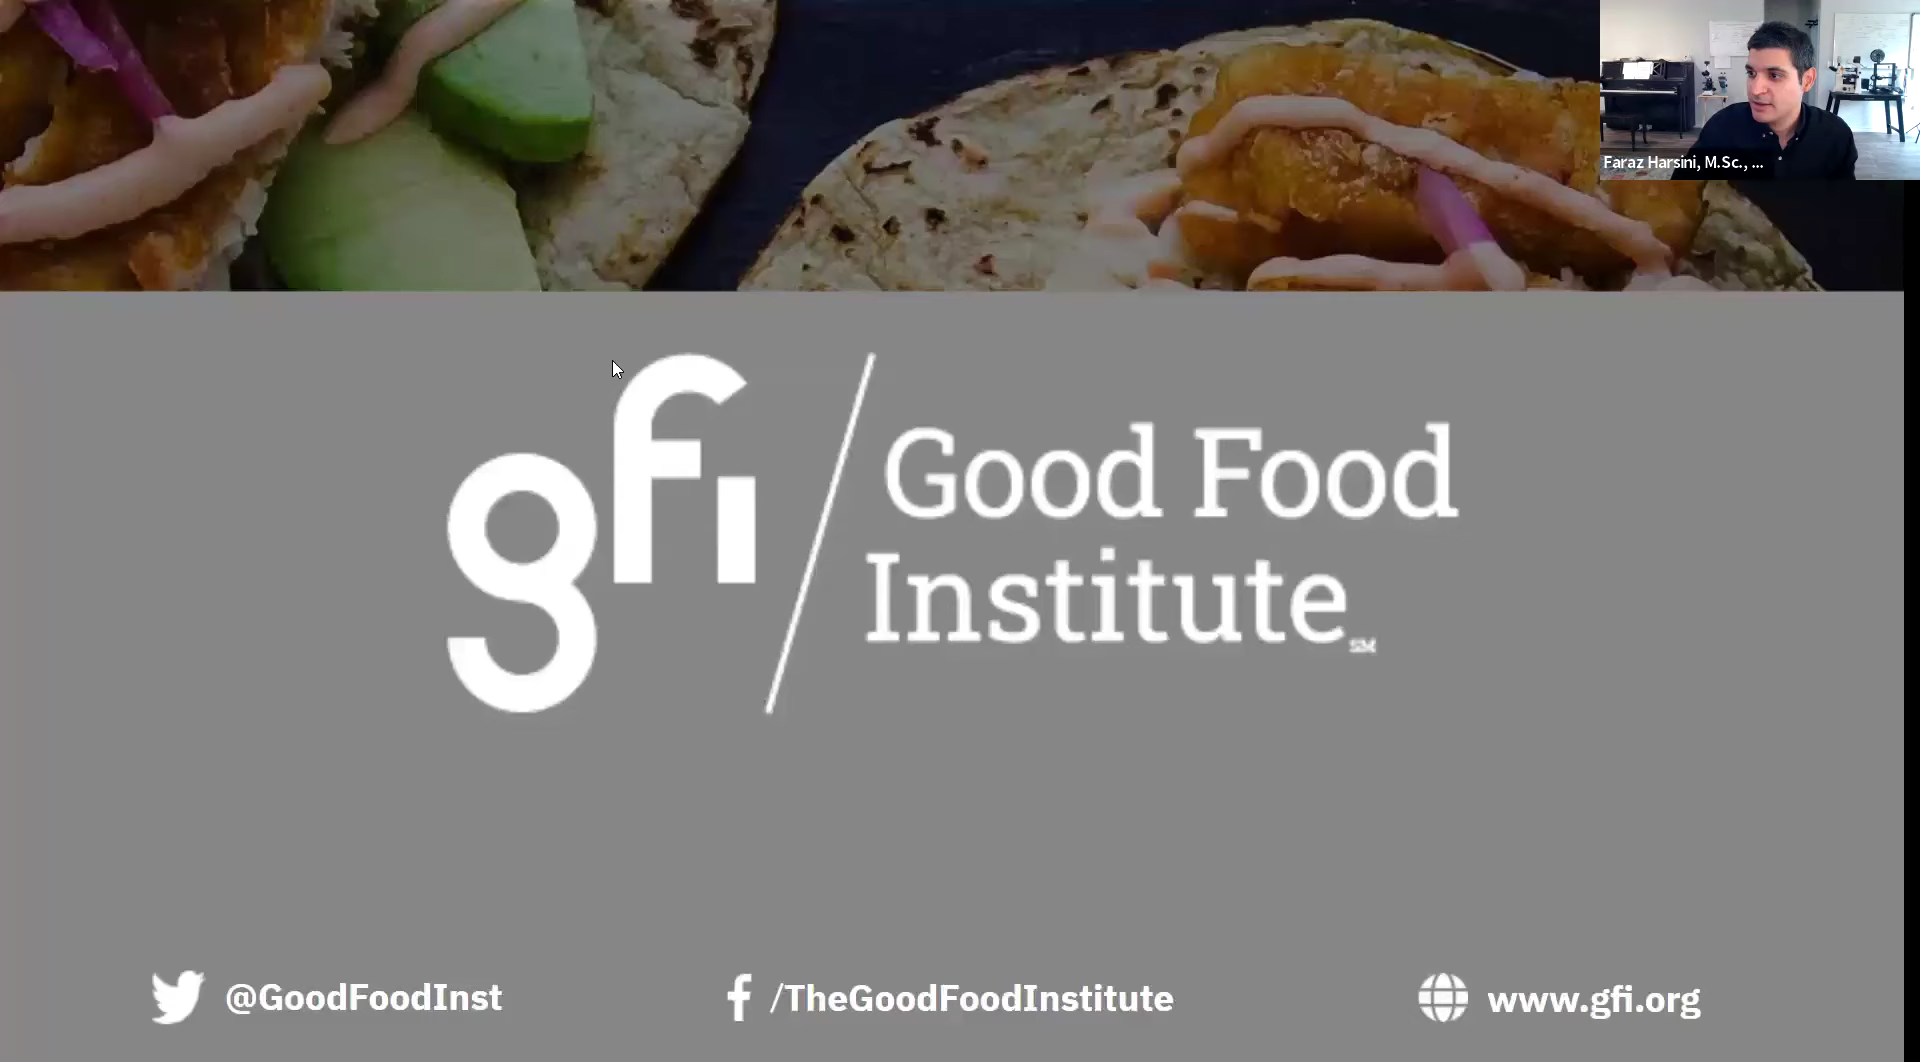 Faraz Harsini, M.Sc., ...
gfi
Good Food
Institute
SM
@GoodFoodInst
/TheGoodFoodInstitute
www.gfi.org